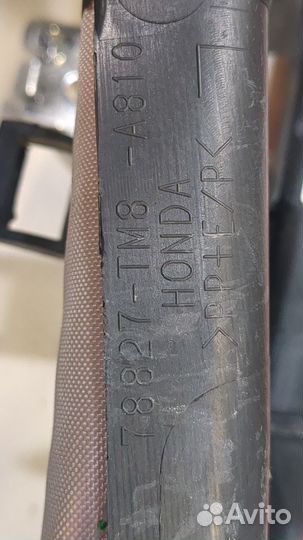 78827-TM8 -A810
HONDA
>PP+E/P<
Avito